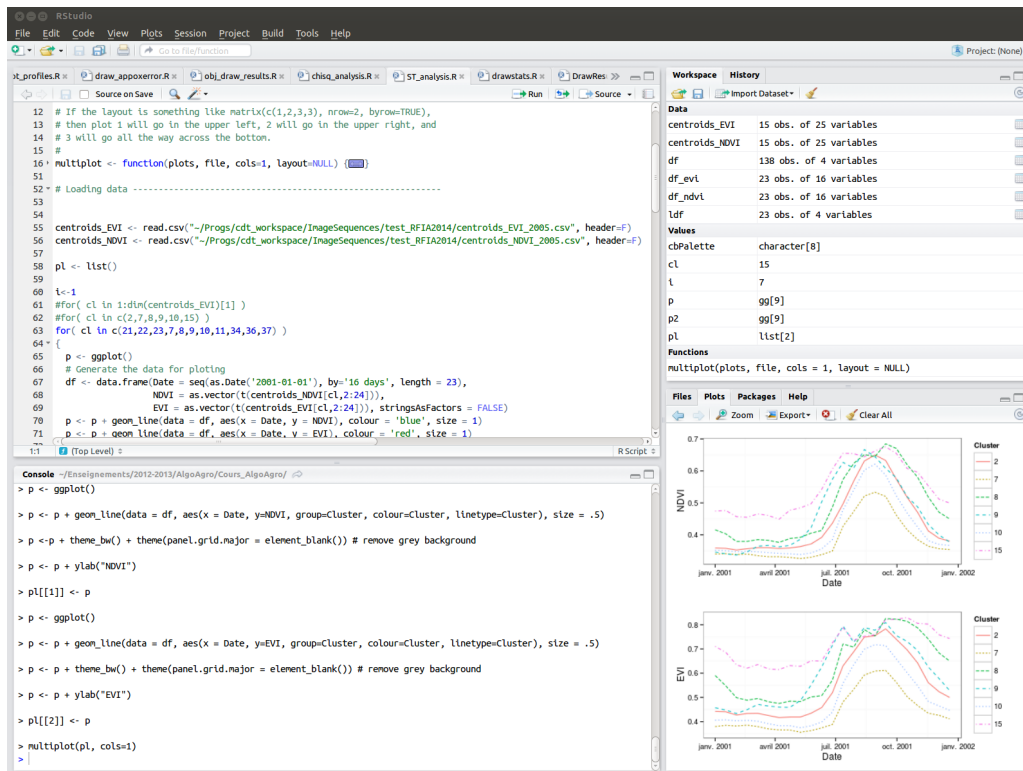 RStudio
File Edit Code View Plots Session Project Build Tools Help
Go to file/function
Project: (None)
ot_profiles.R draw_appoxerror.R obj_draw_results.R chisq_analysis.R ST_analysis.R drawstats.R DrawRes
Source on Save Run Source
12 # If the layout is something like matrix(c(1,2,3,3), nrow=2, byrow=TRUE),
13 # then plot 1 will go in the upper left, 2 will go in the upper right, and
14 # 3 will go all the way across the bottom.
15 #
16 multiplot <- function(plots, file, cols=1, layout=NULL) {}
51
52 # Loading data ------------------------------------------------------------
53
54
55 centroids_EVI <- read.csv("~/Progs/cdt_workspace/ImageSequences/test_RFIA2014/centroids_EVI_2005.csv", header=F)
56 centroids_NDVI <- read.csv("~/Progs/cdt_workspace/ImageSequences/test_RFIA2014/centroids_NDVI_2005.csv", header=F)
57
58 pl <- list()
59
60 i<-1
61 #for( cl in 1:dim(centroids_EVI)[1] )
62 #for( cl in c(2,7,8,9,10,15) )
63 for( cl in c(21,22,23,7,8,9,10,11,34,36,37) )
64 {
65 p <- ggplot()
66 # Generate the data for ploting
67 df <- data.frame(Date = seq(as.Date('2001-01-01'), by='16 days', length = 23),
68 NDVI = as.vector(t(centroids_NDVI[cl,2:24])),
69 EVI = as.vector(t(centroids_EVI[cl,2:24])), stringsAsFactors = FALSE)
70 p <- p + geom_line(data = df, aes(x = Date, y = NDVI), colour = 'blue', size = 1)
71 p <- p + geom_line(data = df, aes(x = Date, y = EVI), colour = 'red', size = 1)
1:1 (Top Level) R Script
Console ~/Enseignements/2012-2013/AlgoAgro/Cours_AlgoAgro/
> p <- ggplot()
> p <- p + geom_line(data = df, aes(x = Date, y=NDVI, group=Cluster, colour=Cluster, linetype=Cluster), size = .5)
> p <-p + theme_bw() + theme(panel.grid.major = element_blank()) # remove grey background
> p <- p + ylab("NDVI")
> pl[[1]] <- p
> p <- ggplot()
> p <- p + geom_line(data = df, aes(x = Date, y=EVI, group=Cluster, colour=Cluster, linetype=Cluster), size = .5)
> p <- p + theme_bw() + theme(panel.grid.major = element_blank()) # remove grey background
> p <- p + ylab("EVI")
> pl[[2]] <- p
> multiplot(pl, cols=1)
>
Workspace History
Import Dataset
Data
centroids_EVI 15 obs. of 25 variables
centroids_NDVI 15 obs. of 25 variables
df 138 obs. of 4 variables
df_evi 23 obs. of 16 variables
df_ndvi 23 obs. of 16 variables
ldf 23 obs. of 4 variables
Values
cbPalette character[8]
cl 15
i 7
p gg[9]
p2 gg[9]
pl list[2]
Functions
multiplot(plots, file, cols = 1, layout = NULL)
Files Plots Packages Help
Zoom Export Clear All
0.7
0.6
0.5
0.4
NDVI
janv. 2001 avril 2001 juil. 2001 oct. 2001 janv. 2002
Date
Cluster
2
7
8
9
10
15
0.8
0.7
0.6
0.5
0.4
EVI
janv. 2001 avril 2001 juil. 2001 oct. 2001 janv. 2002
Date
Cluster
2
7
8
9
10
15